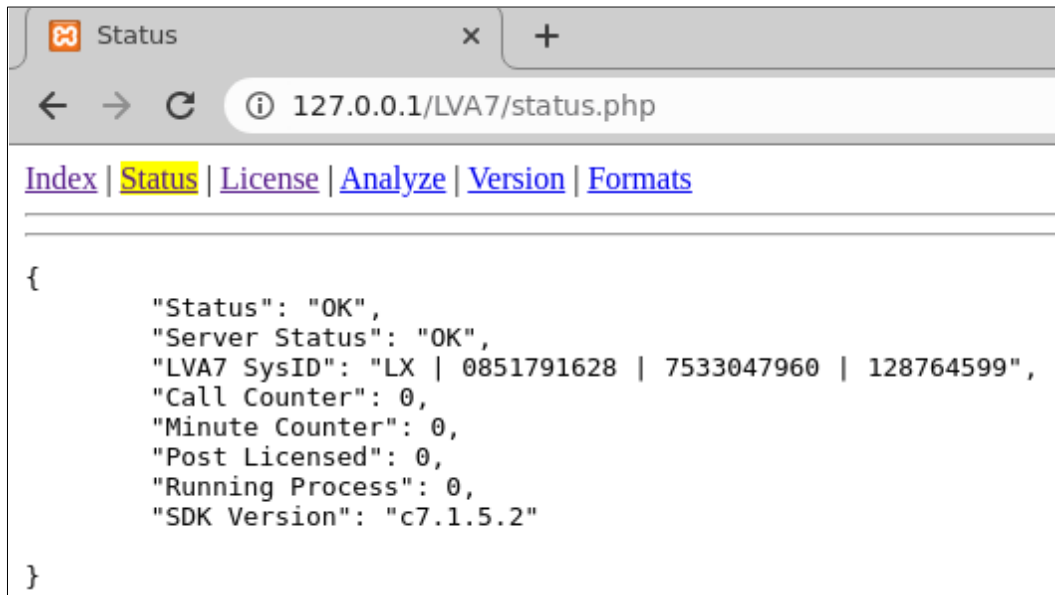 Status
127.0.0.1/LVA7/status.php
Index | Status | License | Analyze | Version | Formats
{
"Status": "OK",
"Server Status": "OK",
"LVA7 SysID": "LX | 0851791628 | 7533047960 | 128764599",
"Call Counter": 0,
"Minute Counter": 0,
"Post Licensed": 0,
"Running Process": 0,
"SDK Version": "c7.1.5.2"
}